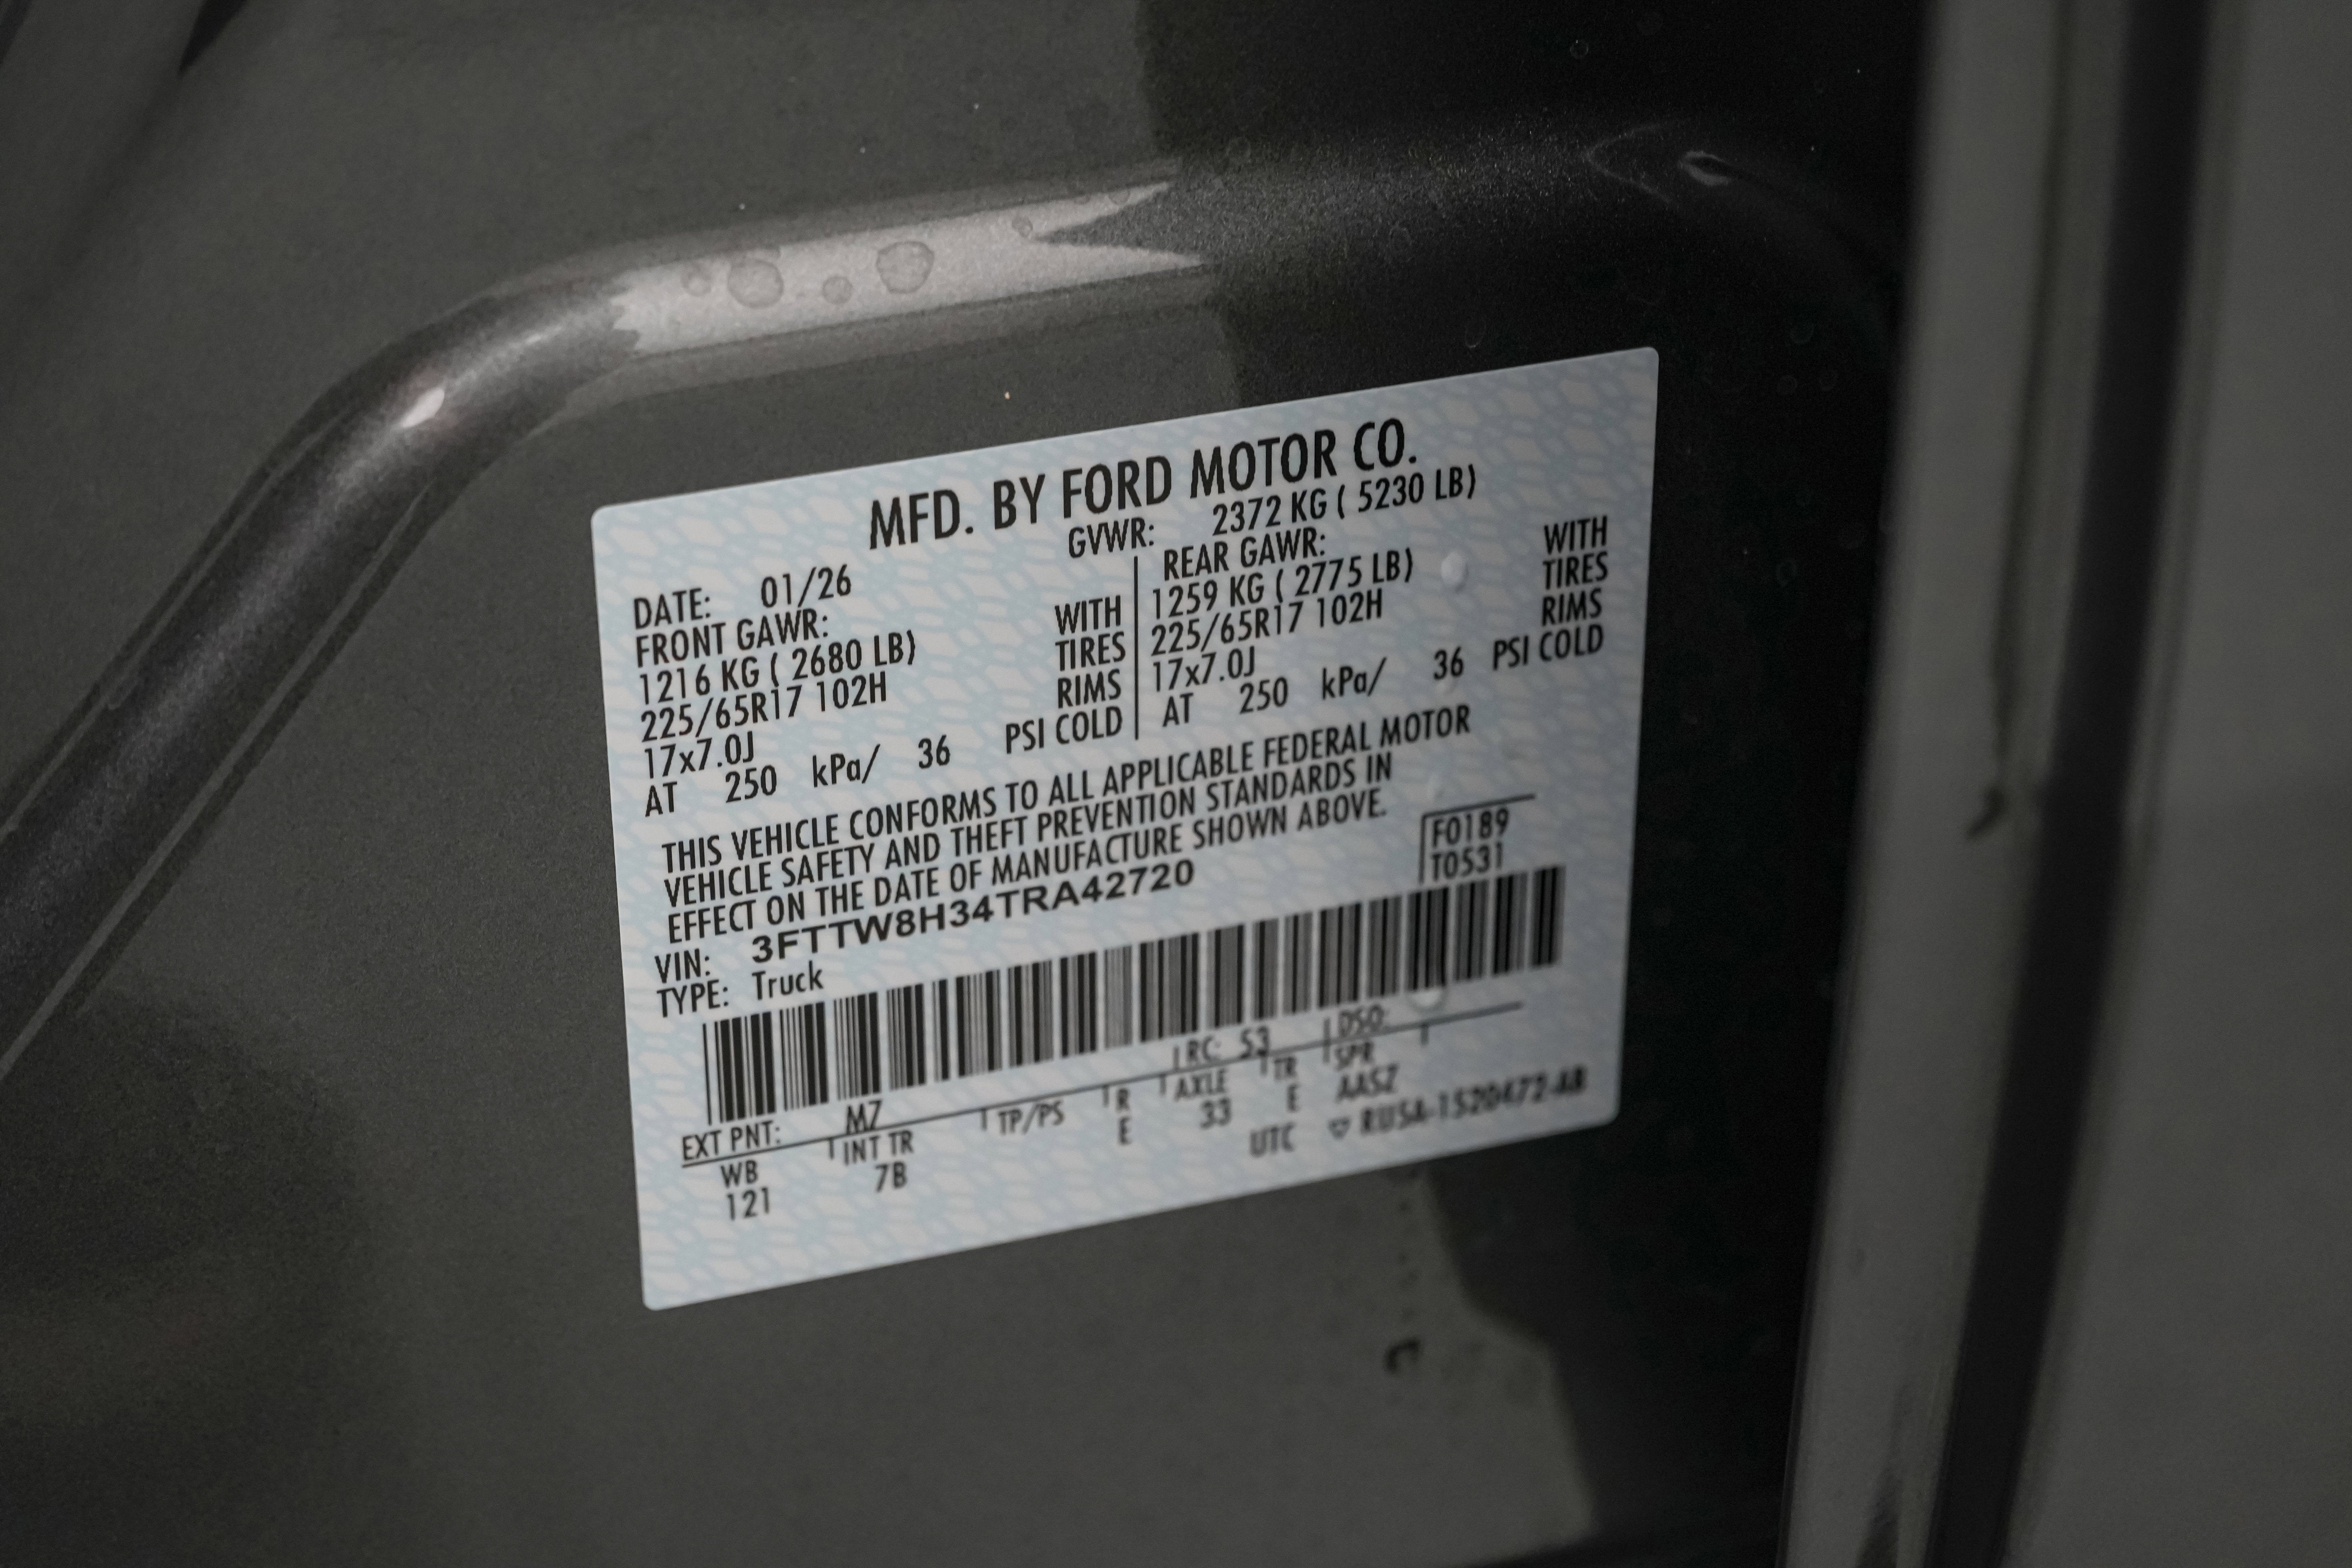 MFD. BY FORD MOTOR CO.
DATE: 01/26 GVWR: 2372 KG ( 5230 LB)
FRONT GAWR: REAR GAWR:
1216 KG ( 2680 LB) WITH 1259 KG ( 2775 LB) WITH
225/65R17 102H TIRES 225/65R17 102H TIRES
17x7.0J RIMS 17x7.0J RIMS
AT 250 kPa/ 36 PSI COLD AT 250 kPa/ 36 PSI COLD
THIS VEHICLE CONFORMS TO ALL APPLICABLE FEDERAL MOTOR
VEHICLE SAFETY AND THEFT PREVENTION STANDARDS IN
EFFECT ON THE DATE OF MANUFACTURE SHOWN ABOVE.
F0189
VIN: 3FTTW8H34TRA42720 T0531
TYPE: Truck
EXT PNT: M7 RC: 53 DSO:
WB INT TR TP/PS R AXLE TR SPR
121 7B E 33 E AA5Z
UTC RU5A-1520472-AB